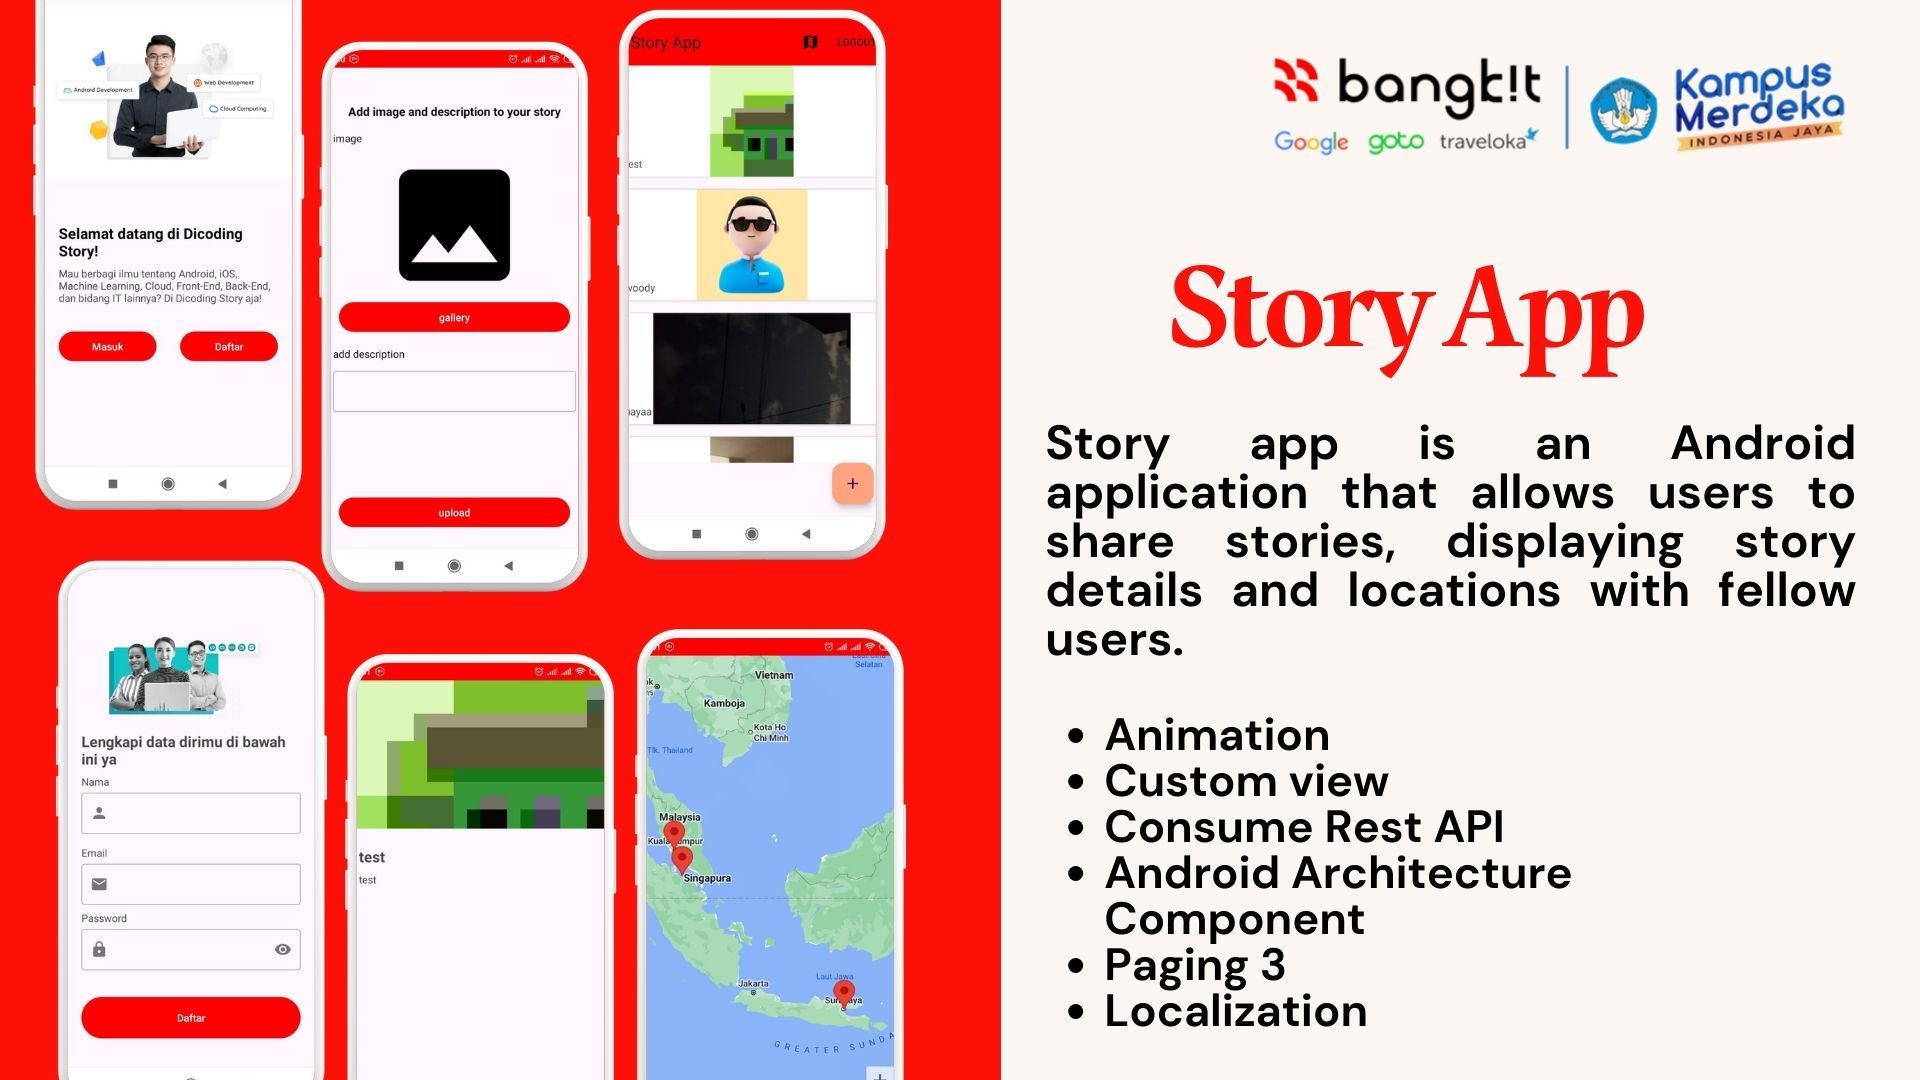 Android Development
Web Development
Cloud Computing
Selamat datang di Dicoding
Story!
Mau berbagi ilmu tentang Android, iOS,
Machine Learning, Cloud, Front-End, Back-End,
dan bidang IT lainnya? Di Dicoding Story aja!
Masuk
Daftar
Add image and description to your story
image
gallery
add description
upload
Story App
LOGOUT
est
woody
ayaa
+
Lengkapi data dirimu di bawah
ini ya
Nama
Email
Password
Daftar
test
test
Laut Cina
Selatan
Vietnam
Kamboja
Kota Ho
Chi Minh
Tlk. Thailand
Malaysia
Singapura
Laut Jawa
Jakarta
GREATER SUNDA
bangk!t
Google goto traveloka
Kampus
Merdeka
INDONESIA JAYA
Story App
Story app is an Android
application that allows users to
share stories, displaying story
details and locations with fellow
users.
• Animation
• Custom view
• Consume Rest API
• Android Architecture
Component
• Paging 3
• Localization